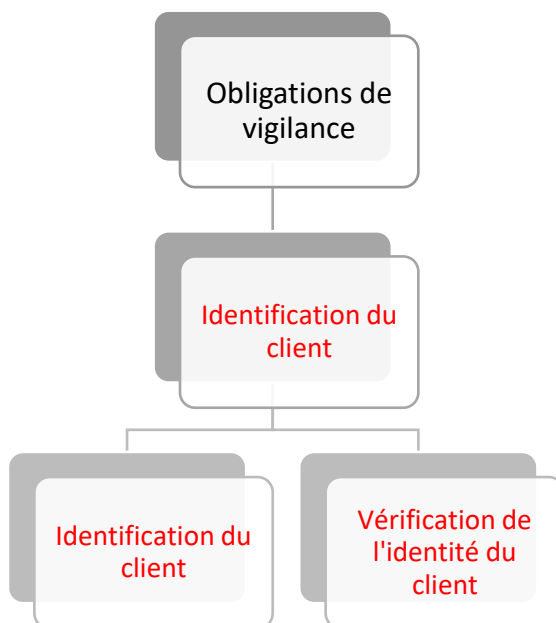 Obligations de
vigilance
Identification du
client
Identification du
client
Vérification de
l'identité du
client